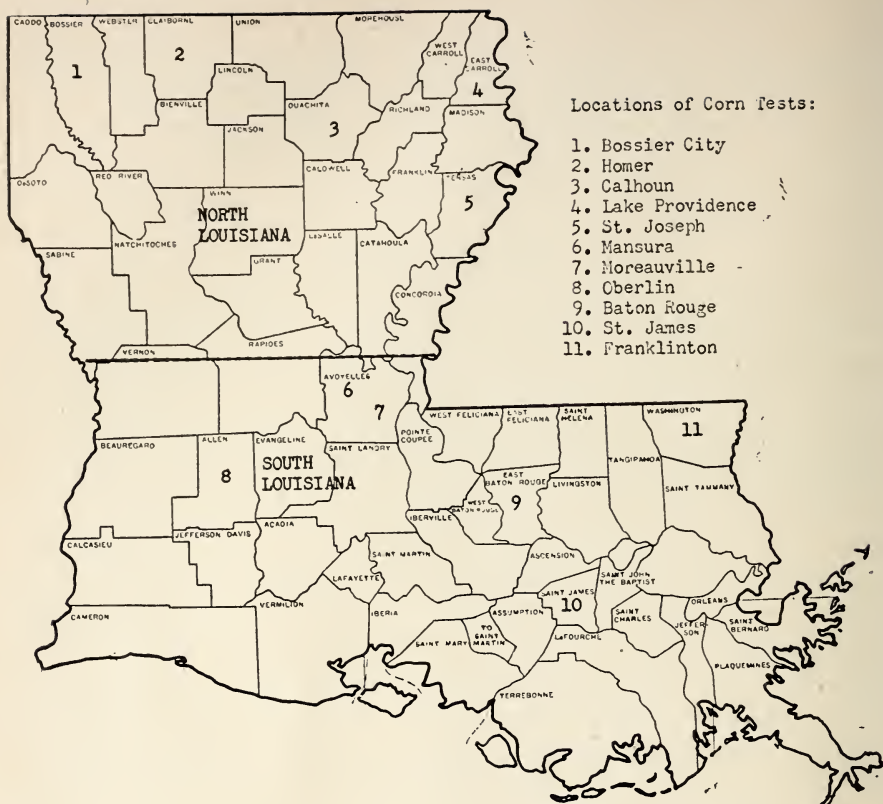 CADDO
BOSSIER
WEBSTER
CLAIBORNE
UNION
MOREHOUSE
WEST
CARROLL
EAST
CARROLL
1
2
LINCOLN
4
BIENVILLE
OUACHITA
3
RICHLAND
MADISON
JACKSON
Locations of Corn Tests:
1. Bossier City
2. Homer
3. Calhoun
4. Lake Providence
5. St. Joseph
6. Mansura
7. Moreauville
8. Oberlin
9. Baton Rouge
10. St. James
11. Franklinton
DESOTO
RED RIVER
WINN
CALDWELL
FRANKLIN
TENSAS
5
NORTH
LOUISIANA
NATCHITOCHES
SABINE
GRANT
LASALLE
CATAHOULA
CONCORDIA
VERNON
RAPIDES
AVOYELLES
6
7
WEST FELICIANA
EAST
FELICIANA
SAINT
HELENA
WASHINGTON
11
BEAUREGARD
ALLEN
EVANGELINE
SAINT LANDRY
POINTE
COUPEE
TANGIPAHOA
8
SOUTH
LOUISIANA
EAST
BATON ROUGE
9
LIVINGSTON
SAINT TAMMANY
WEST
BATON ROUGE
IBERVILLE
CALCASIEU
JEFFERSON DAVIS
ACADIA
SAINT MARTIN
LAFAYETTE
ASCENSION
SAINT JOHN
THE BAPTIST
CAMERON
VERMILION
IBERIA
ASSUMPTION
SAINT JAMES
10
SAINT
CHARLES
ORLEANS
SAINT
BERNARD
JEFFER-
SON
SAINT MARY
TO
SAINT
MARTIN
LAFOURCHE
PLAQUEMINES
TERREBONNE